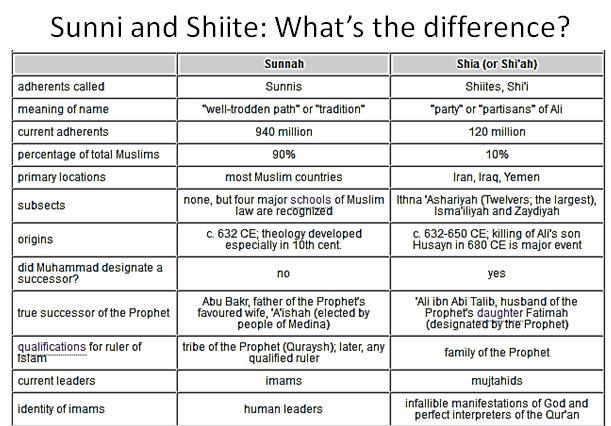 Sunni and Shiite: What's the difference?
Sunnah Shia (or Shi'ah)
adherents called Sunnis Shiites, Shi'i
meaning of name "well-trodden path" or "tradition" "party" or "partisans" of Ali
current adherents 940 million 120 million
percentage of total Muslims 90% 10%
primary locations most Muslim countries Iran, Iraq, Yemen
subsects none, but four major schools of Muslim law are recognized Ithna 'Ashariyah (Twelvers; the largest), Isma'iliyah and Zaydiyah
origins c. 632 CE; theology developed especially in 10th cent. c. 632-650 CE; killing of Ali's son Husayn in 680 CE is major event
did Muhammad designate a successor? no yes
true successor of the Prophet Abu Bakr, father of the Prophet's favoured wife, 'A'ishah (elected by people of Medina) 'Ali ibn Abi Talib, husband of the Prophet's daughter Fatimah (designated by the Prophet)
qualifications for ruler of Islam tribe of the Prophet (Quraysh); later, any qualified ruler family of the Prophet
current leaders imams mujtahids
identity of imams human leaders infallible manifestations of God and perfect interpreters of the Qur'an